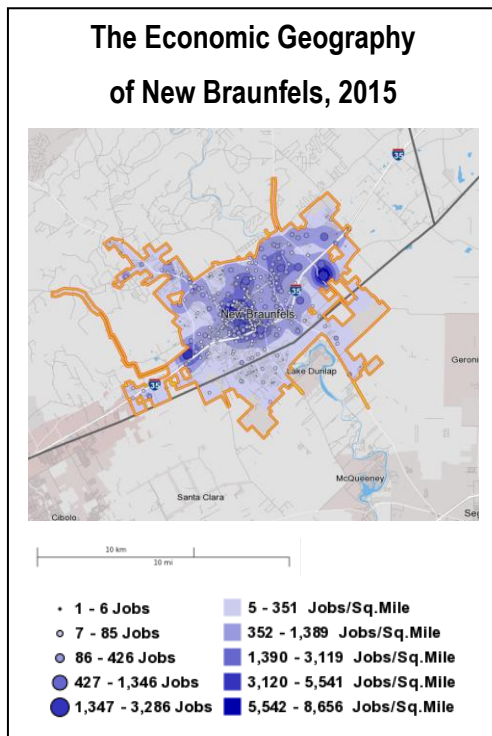 The Economic Geography
of New Braunfels, 2015
35
35
New Braunfels
Lake Dunlap
Geroni
35
McQueeney
Santa Clara
Cibolo
Seg
10 km
10 mi
1 - 6 Jobs
7 - 85 Jobs
86 - 426 Jobs
427 - 1,346 Jobs
1,347 - 3,286 Jobs
5 - 351 Jobs/Sq.Mile
352 - 1,389 Jobs/Sq.Mile
1,390 - 3,119 Jobs/Sq.Mile
3,120 - 5,541 Jobs/Sq.Mile
5,542 - 8,656 Jobs/Sq.Mile